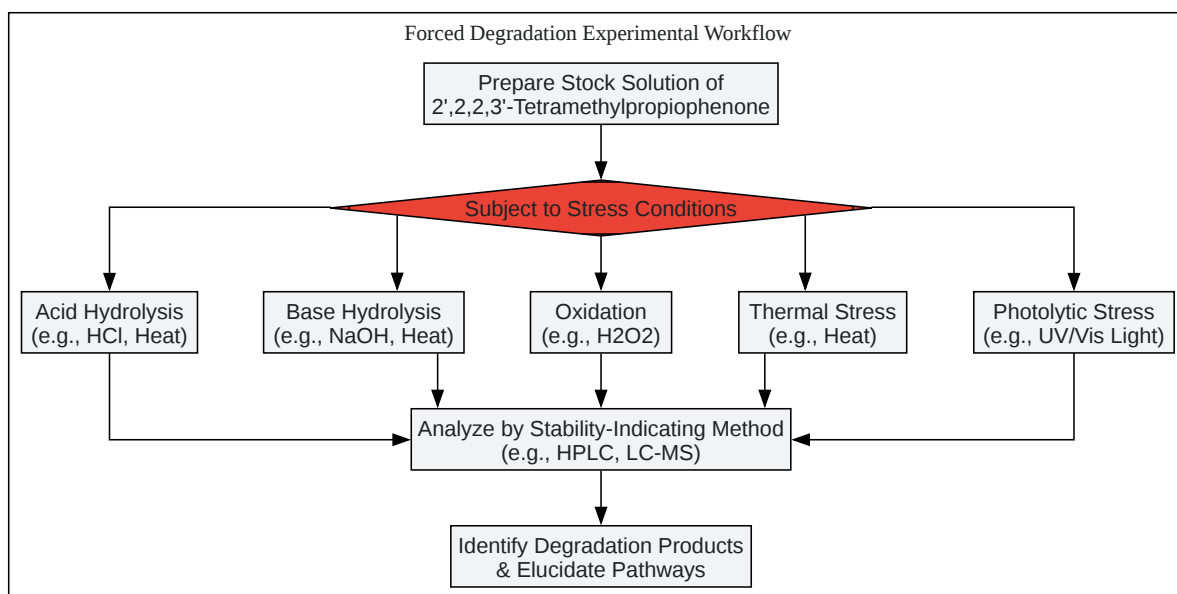 Forced Degradation Experimental Workflow
Prepare Stock Solution of
2',2,2,3'-Tetramethylpropiophenone
Subject to Stress Conditions
Acid Hydrolysis
(e.g., HCl, Heat)
Base Hydrolysis
(e.g., NaOH, Heat)
Oxidation
(e.g., H2O2)
Thermal Stress
(e.g., Heat)
Photolytic Stress
(e.g., UV/Vis Light)
Analyze by Stability-Indicating Method
(e.g., HPLC, LC-MS)
Identify Degradation Products
& Elucidate Pathways